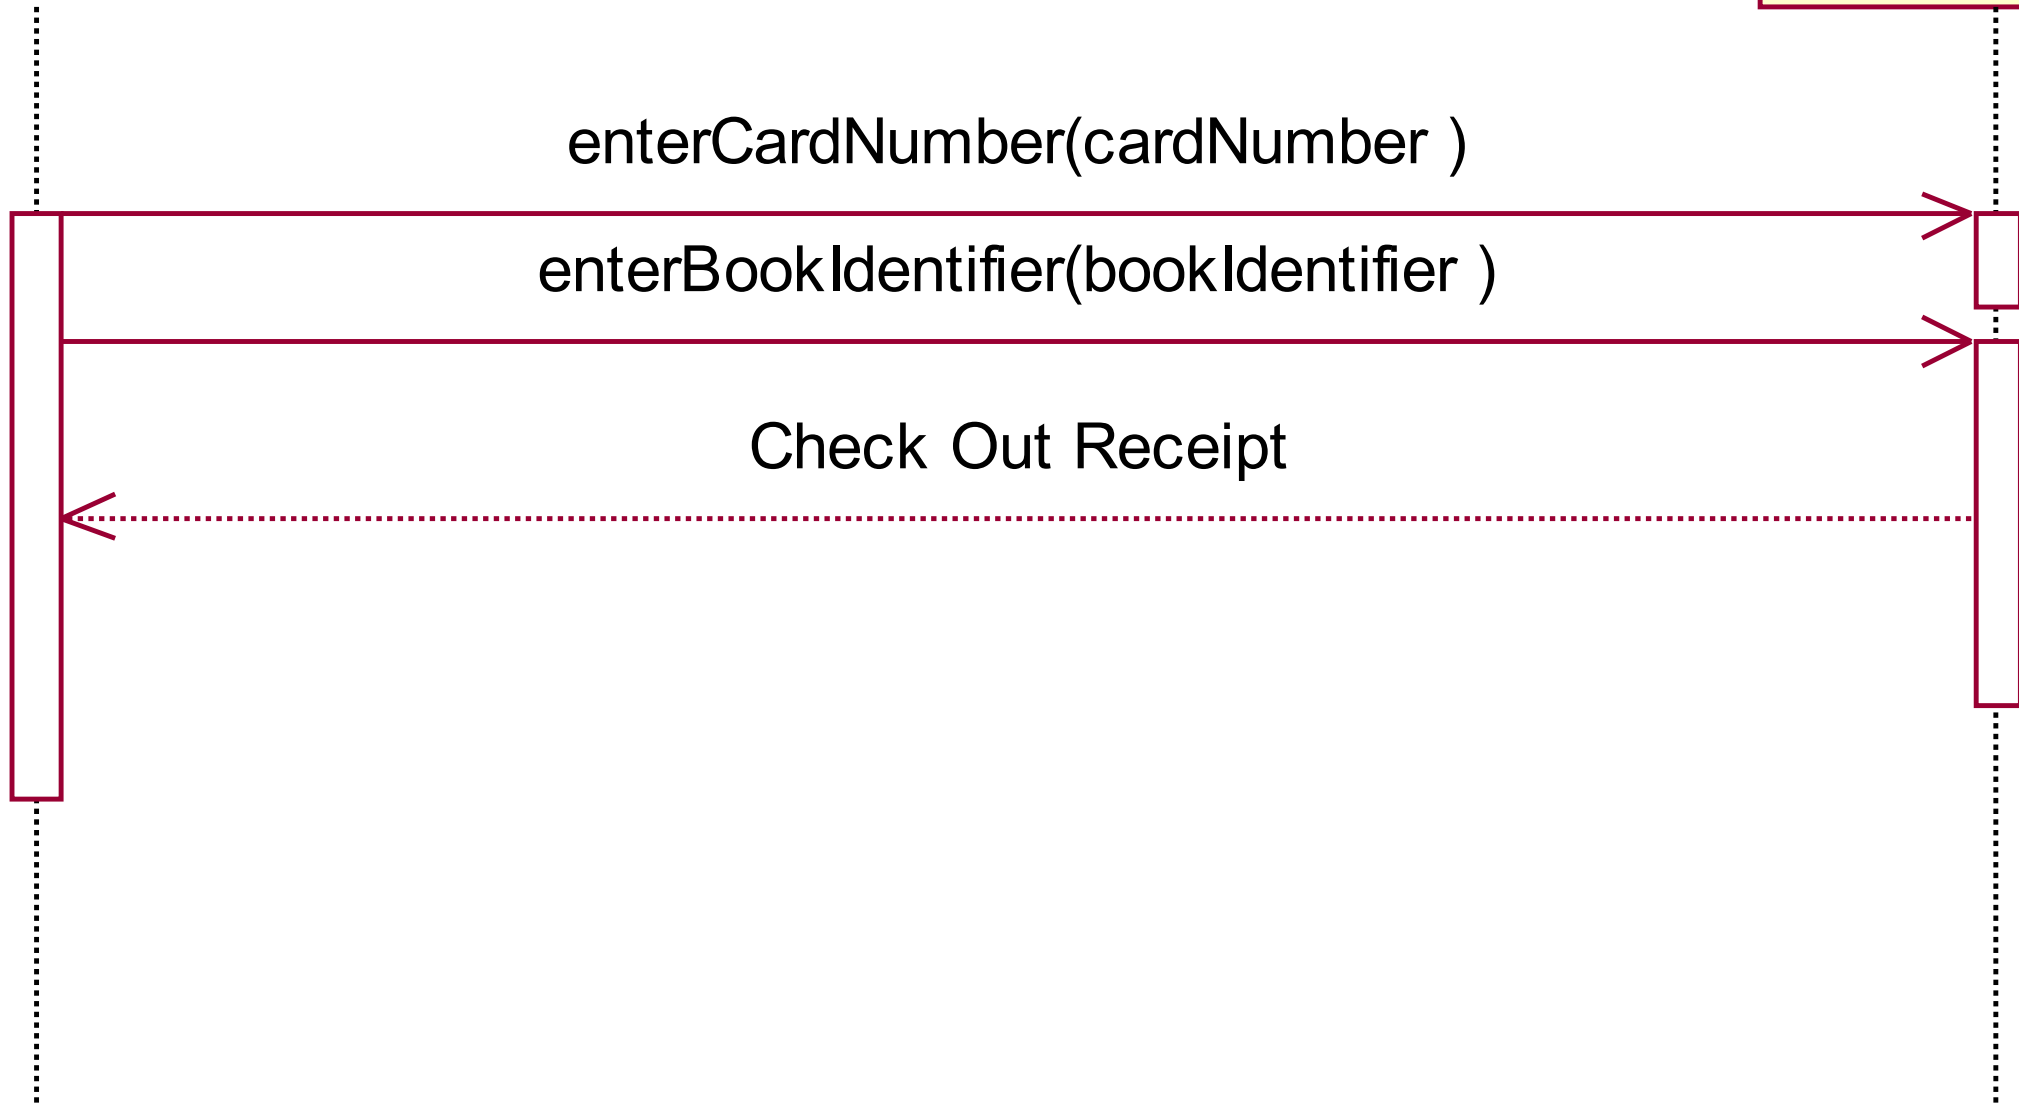 enterCardNumber(cardNumber )
enterBookIdentifier(bookIdentifier )
Check Out Receipt